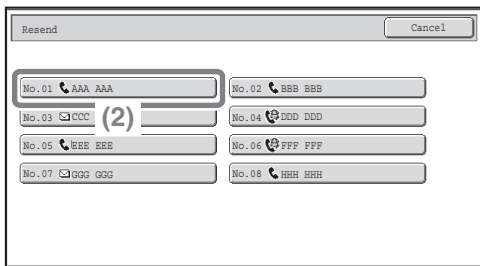 Resend Cancel
No.01 AAA AAA No.02 BBB BBB
No.03 CCC (2) No.04 DDD DDD
No.05 EEE EEE No.06 FFF FFF
No.07 GGG GGG No.08 HHH HHH